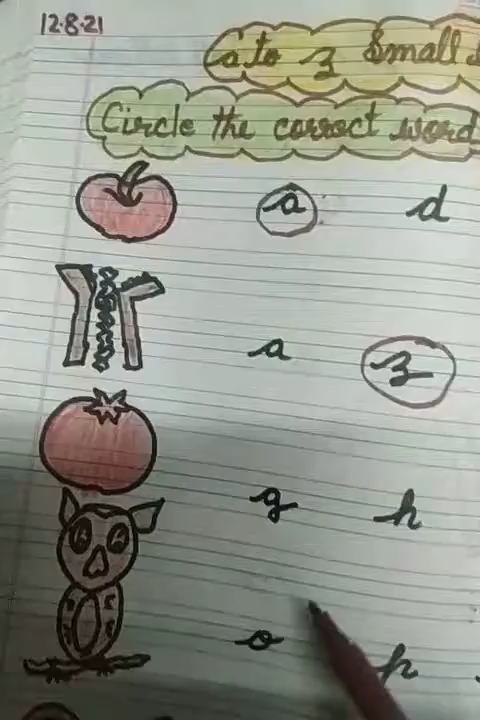 12.8.21
a to z Small
Circle the correct word
a d
a z
g h
o p